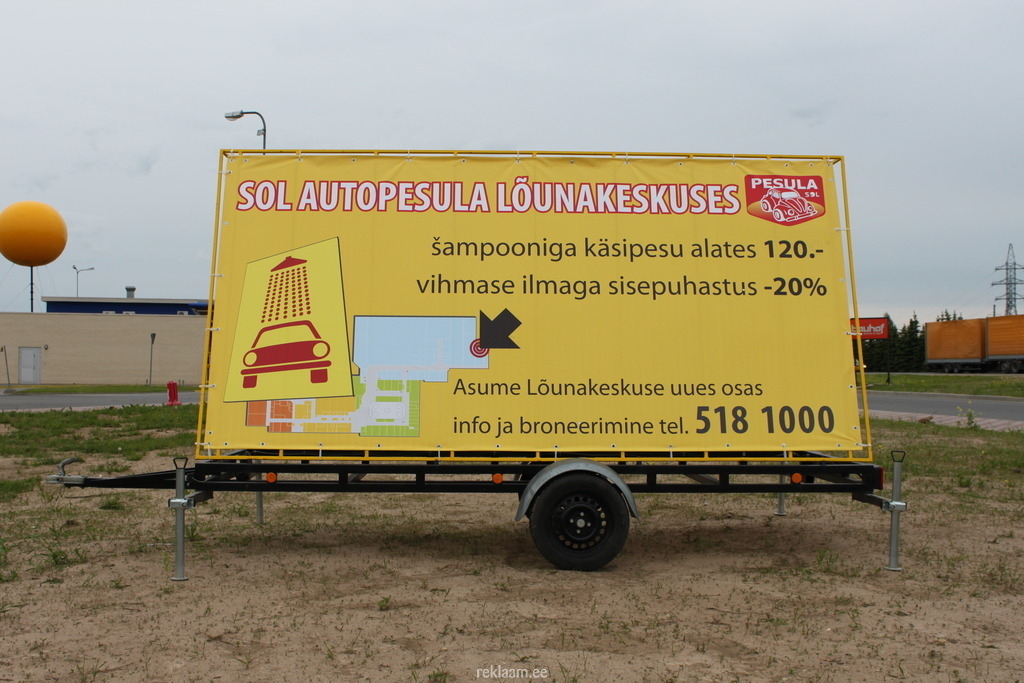 SOL AUTOPESULA LÕUNAKESKUSES
PESULA
SOL
šampooniga käsipesu alates 120.-
vihmase ilmaga sisepuhastus -20%
Asume Lõunakeskuse uues osas
info ja broneerimine tel. 518 1000
bauhof
reklaam.ee